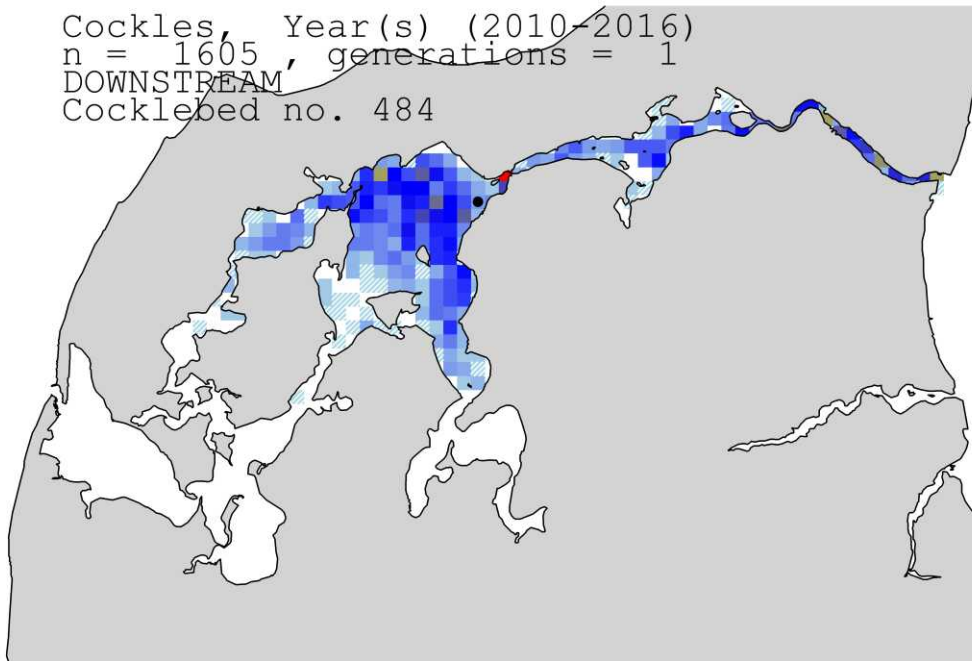 Cockles, Year(s) (2010-2016)
n = 1605 , generations = 1
DOWNSTREAM
Cocklebed no. 484